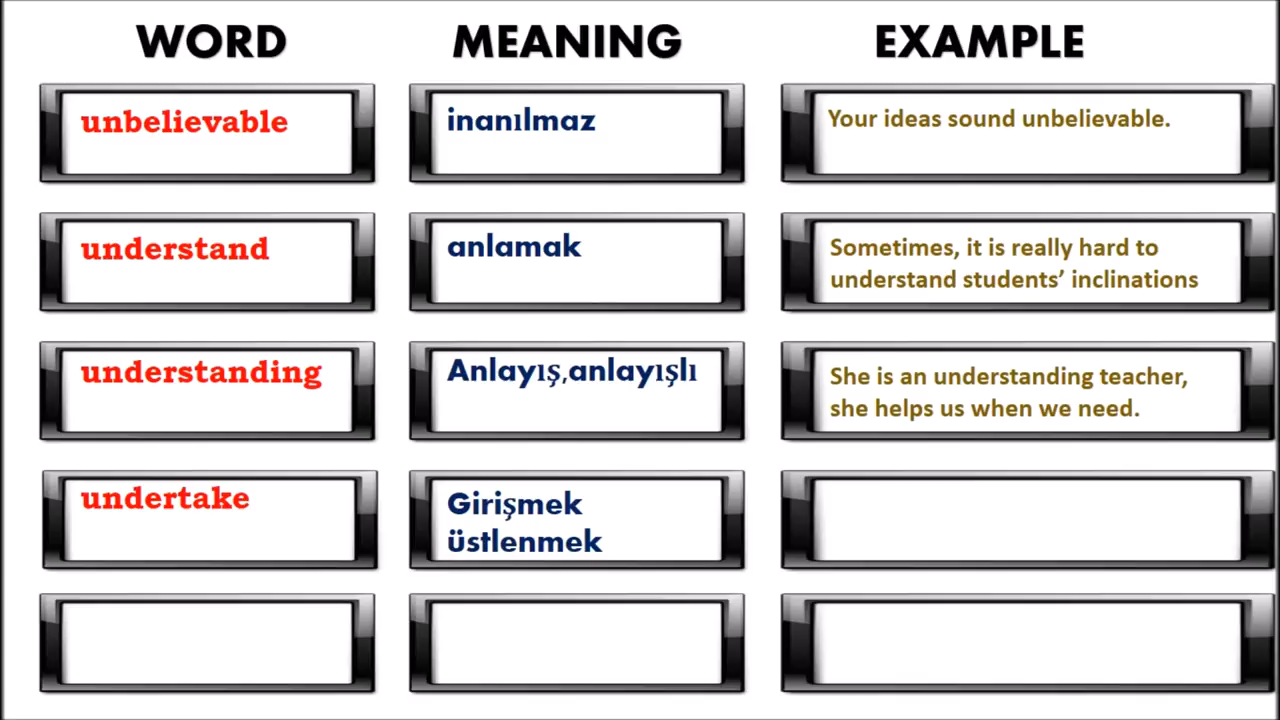 WORD MEANING EXAMPLE
unbelievable inanılmaz Your ideas sound unbelievable.
understand anlamak Sometimes, it is really hard to
understand students’ inclinations
understanding Anlayış,anlayışlı She is an understanding teacher,
she helps us when we need.
undertake Girişmek
üstlenmek